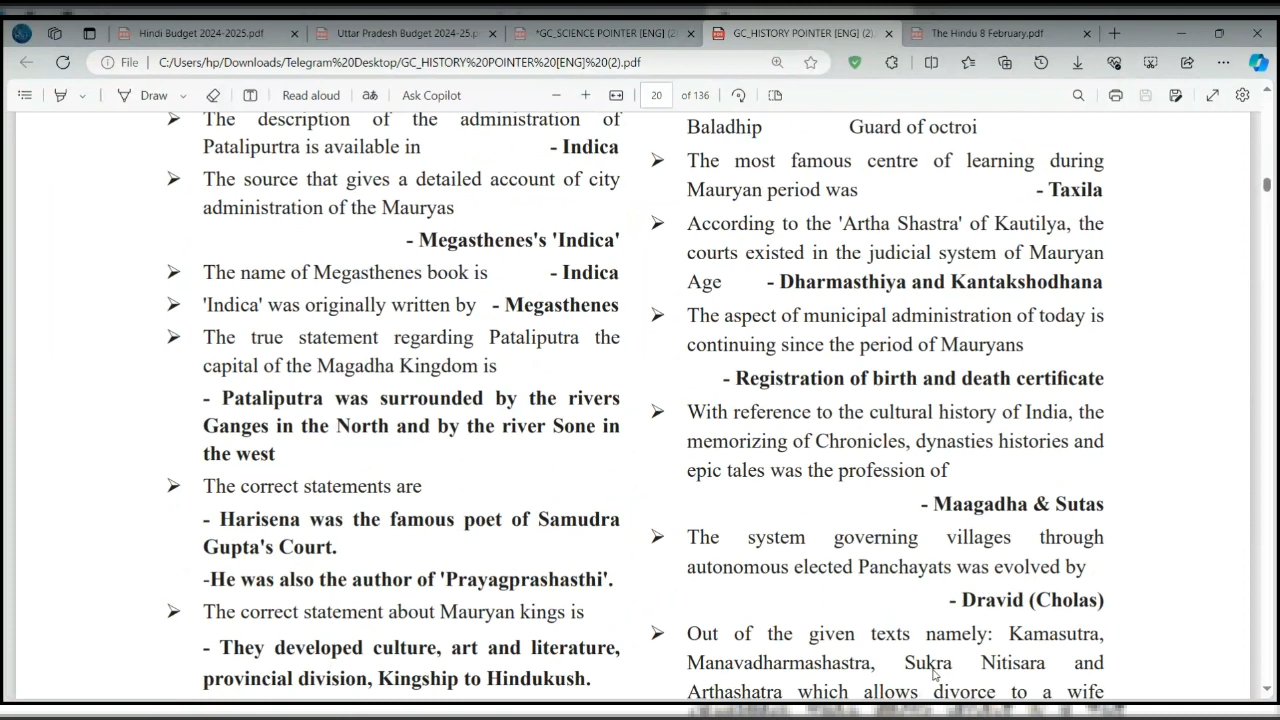 Hindi Budget 2024-2025.pdf
Uttar Pradesh Budget 2024-25.p
*GC_SCIENCE POINTER [ENG] (2)
GC_HISTORY POINTER [ENG] (2).
The Hindu 8 February.pdf
File
C:/Users/hp/Downloads/Telegram%20Desktop/GC_HISTORY%20POINTER%20[ENG]%20(2).pdf
Draw
Read aloud
aあ
Ask Copilot
20
of 136
The description of the administration of
Patalipurtra is available in - Indica
The source that gives a detailed account of city
administration of the Mauryas
- Megasthenes's 'Indica'
The name of Megasthenes book is - Indica
'Indica' was originally written by - Megasthenes
The true statement regarding Pataliputra the
capital of the Magadha Kingdom is
- Pataliputra was surrounded by the rivers
Ganges in the North and by the river Sone in
the west
The correct statements are
- Harisena was the famous poet of Samudra
Gupta's Court.
-He was also the author of 'Prayagprashasthi'.
The correct statement about Mauryan kings is
- They developed culture, art and literature,
provincial division, Kingship to Hindukush.
Baladhip Guard of octroi
The most famous centre of learning during
Mauryan period was - Taxila
According to the 'Artha Shastra' of Kautilya, the
courts existed in the judicial system of Mauryan
Age - Dharmasthiya and Kantakshodhana
The aspect of municipal administration of today is
continuing since the period of Mauryans
- Registration of birth and death certificate
With reference to the cultural history of India, the
memorizing of Chronicles, dynasties histories and
epic tales was the profession of
- Maagadha & Sutas
The system governing villages through
autonomous elected Panchayats was evolved by
- Dravid (Cholas)
Out of the given texts namely: Kamasutra,
Manavadharmashastra, Sukra Nitisara and
Arthashatra which allows divorce to a wife